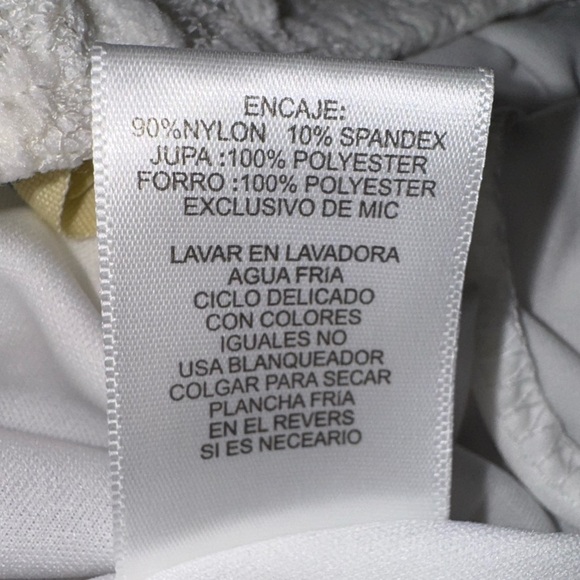 ENCAJE:
90%NYLON 10% SPANDEX
JUPA :100% POLYESTER
FORRO :100% POLYESTER
EXCLUSIVO DE MIC
LAVAR EN LAVADORA
AGUA FRIA
CICLO DELICADO
CON COLORES
IGUALES NO
USA BLANQUEADOR
COLGAR PARA SECAR
PLANCHA FRIA
EN EL REVERS
SI ES NECEARIO